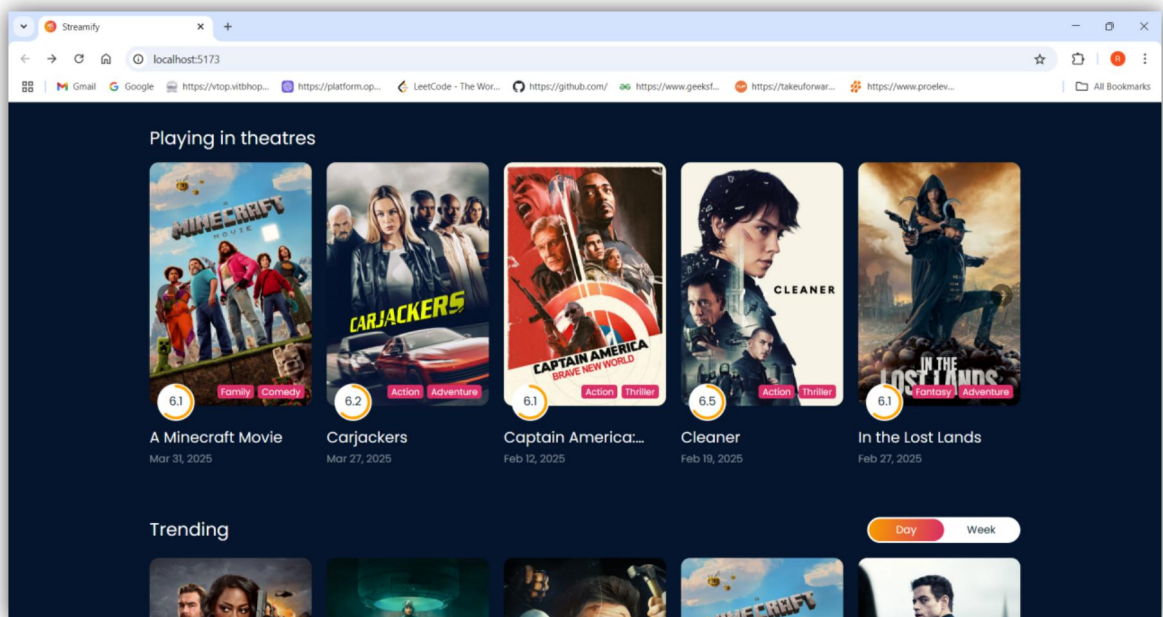 Streamify
localhost:5173
Gmail Google https://vtop.vitbhop... https://platform.op... LeetCode - The Wor... https://github.com/ https://www.geeksf... https://takeuforwar... https://www.proelev... All Bookmarks
Playing in theatres
A MINECRAFT MOVIE
CARJACKERS
CAPTAIN AMERICA
BRAVE NEW WORLD
CLEANER
IN THE
LOST LANDS
6.1 Family Comedy
6.2 Action Adventure
6.1 Action Thriller
6.5 Action Thriller
6.1 Fantasy Adventure
A Minecraft Movie
Mar 31, 2025
Carjackers
Mar 27, 2025
Captain America:...
Feb 12, 2025
Cleaner
Feb 19, 2025
In the Lost Lands
Feb 27, 2025
Trending
Day Week
MINECRAFT